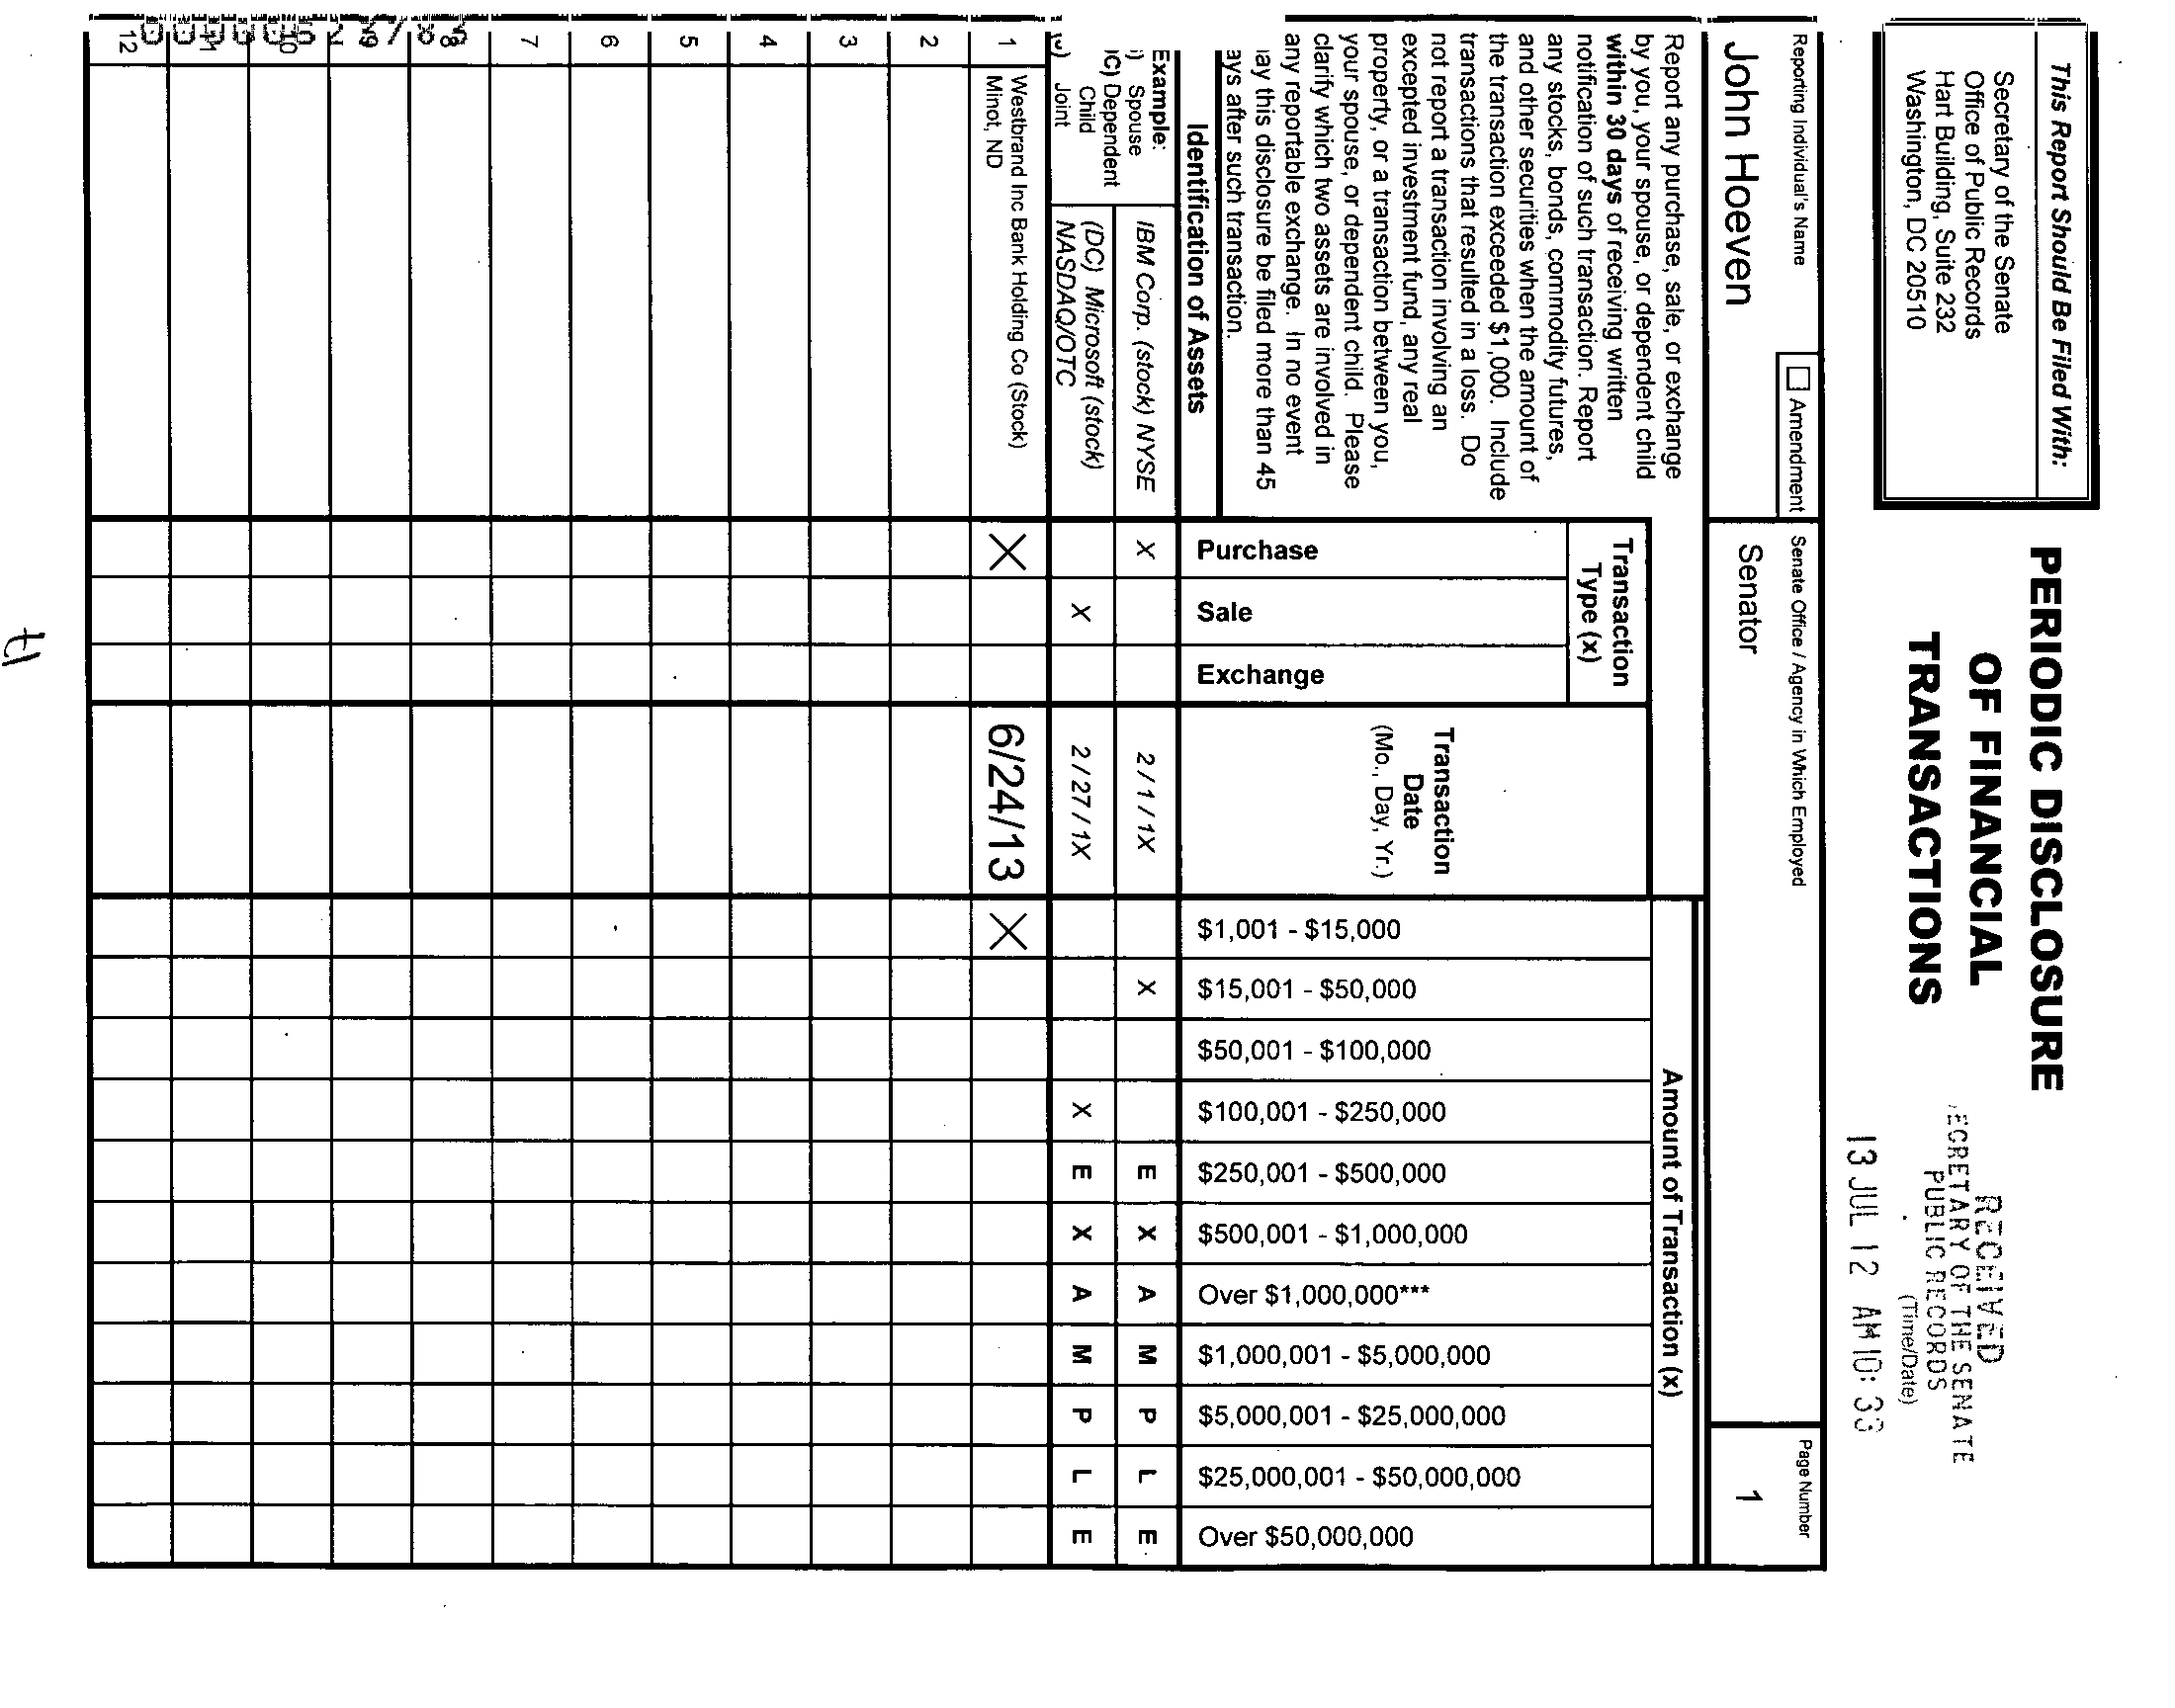 This Report Should Be Filed With:
Secretary of the Senate
Office of Public Records
Hart Building, Suite 232
Washington, DC 20510
PERIODIC DISCLOSURE
OF FINANCIAL
TRANSACTIONS
RECEIVED
ECRETARY OF THE SENATE
PUBLIC RECORDS
(Time/Date)
13 JUL 12 AM 10: 33
Reporting Individual's Name
Amendment
Senate Office / Agency in Which Employed
Page Number
John Hoeven
Senator
1
Report any purchase, sale, or exchange
by you, your spouse, or dependent child
within 30 days of receiving written
notification of such transaction. Report
any stocks, bonds, commodity futures,
and other securities when the amount of
the transaction exceeded $1,000. Include
transactions that resulted in a loss. Do
not report a transaction involving an
excepted investment fund, any real
property, or a transaction between you,
your spouse, or dependent child. Please
clarify which two assets are involved in
any reportable exchange. In no event
ay this disclosure be filed more than 45
ays after such transaction.
Transaction
Type (x)
Transaction
Date
(Mo., Day, Yr.)
Amount of Transaction (x)
Identification of Assets
Purchase
Sale
Exchange
$1,001 - $15,000
$15,001 - $50,000
$50,001 - $100,000
$100,001 - $250,000
$250,001 - $500,000
$500,001 - $1,000,000
Over $1,000,000***
$1,000,001 - $5,000,000
$5,000,001 - $25,000,000
$25,000,001 - $50,000,000
Over $50,000,000
Example:
) Spouse
C) Dependent
Child
) Joint
IBM Corp. (stock) NYSE X 2 / 1 / 1X X E X A M P L E
(DC) Microsoft (stock)
NASDAQ/OTC X 2 / 27 / 1X X E X A M P L E
1 Westbrand Inc Bank Holding Co (Stock)
Minot, ND X 6/24/13 X
2
3
4
5
6
7
8
9
10
11
12